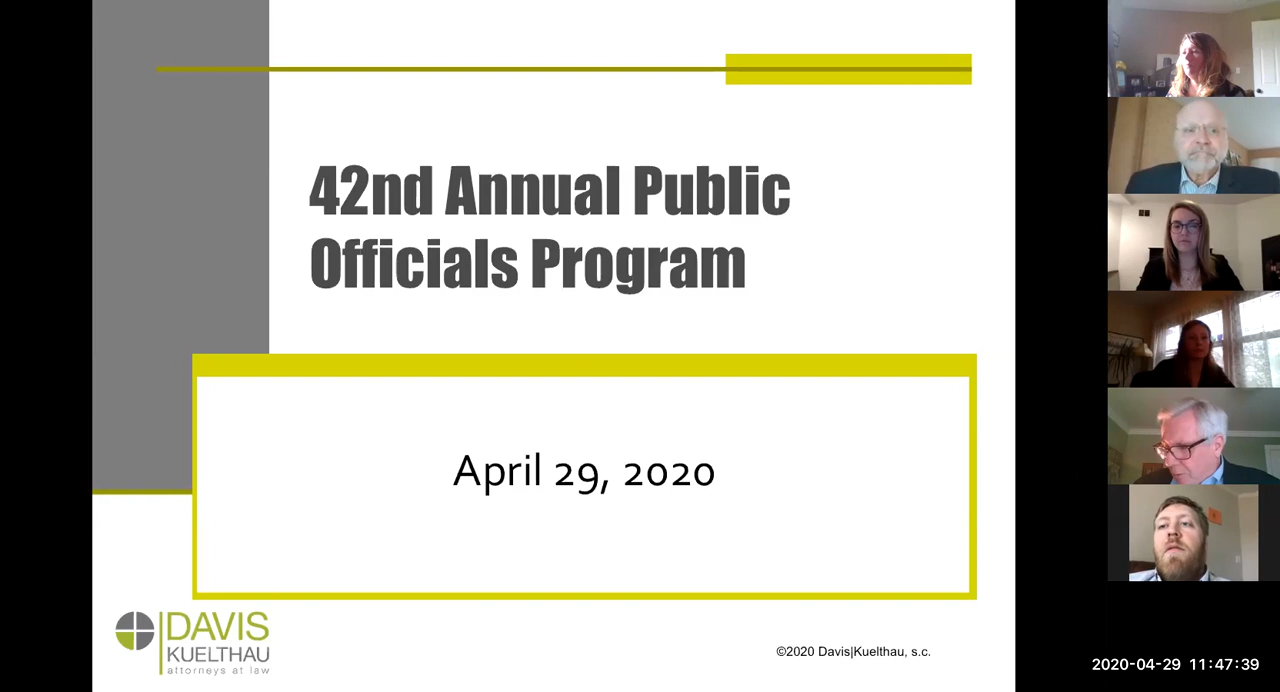 42nd Annual Public
Officials Program
April 29, 2020
DAVIS
KUELTHAU
attorneys at law
©2020 Davis|Kuelthau, s.c.
2020-04-29 11:47:39